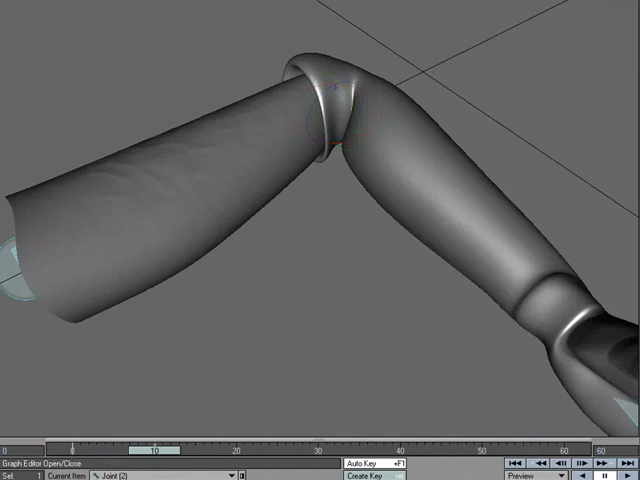 0 0 10 20 30 40 50 60 60
Graph Editor Open/Close Auto Key +F1
Sel: 1 Current Item Joint (2) Create Key Preview